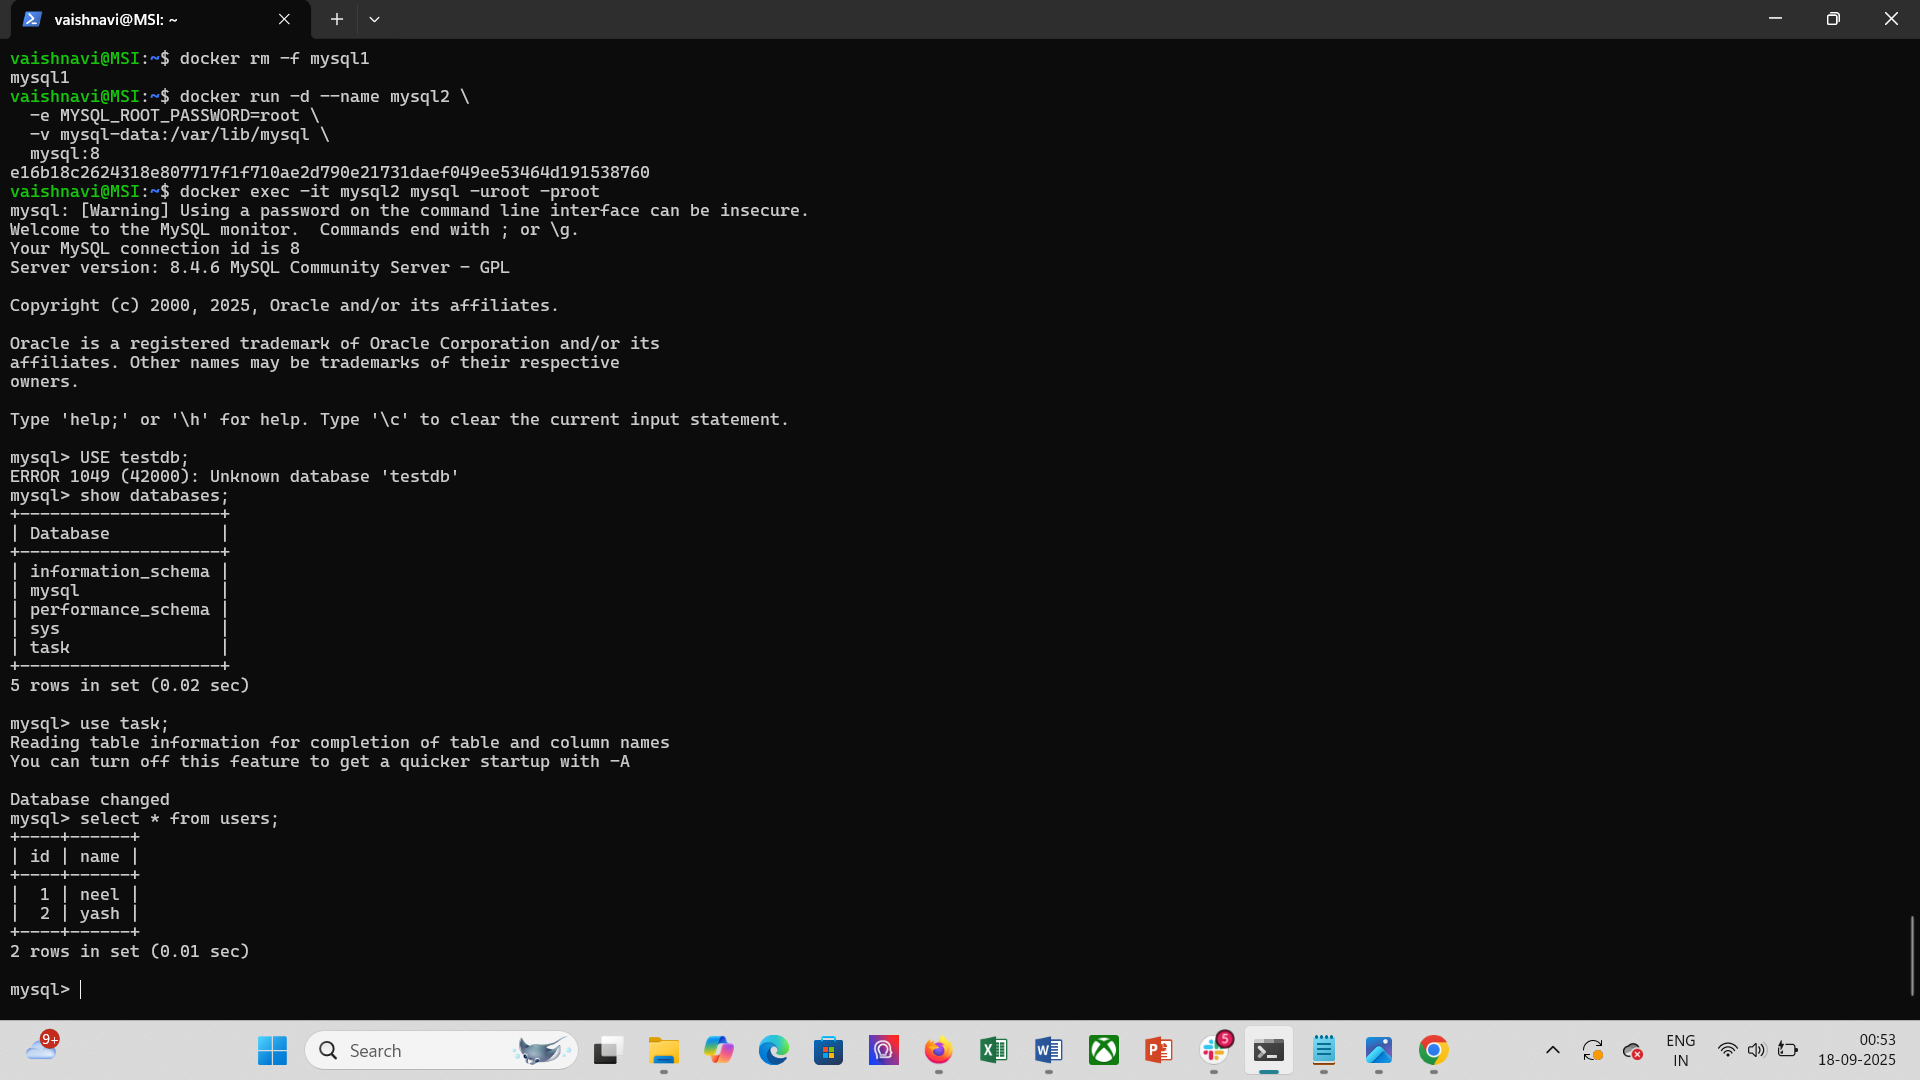 vaishnavi@MSI: ~
vaishnavi@MSI:~$ docker rm -f mysql1
mysql1
vaishnavi@MSI:~$ docker run -d --name mysql2 \
  -e MYSQL_ROOT_PASSWORD=root \
  -v mysql-data:/var/lib/mysql \
  mysql:8
e16b18c2624318e807717f1f710ae2d790e21731daef049ee53464d191538760
vaishnavi@MSI:~$ docker exec -it mysql2 mysql -uroot -proot
mysql: [Warning] Using a password on the command line interface can be insecure.
Welcome to the MySQL monitor.  Commands end with ; or \g.
Your MySQL connection id is 8
Server version: 8.4.6 MySQL Community Server - GPL

Copyright (c) 2000, 2025, Oracle and/or its affiliates.

Oracle is a registered trademark of Oracle Corporation and/or its
affiliates. Other names may be trademarks of their respective
owners.

Type 'help;' or '\h' for help. Type '\c' to clear the current input statement.

mysql> USE testdb;
ERROR 1049 (42000): Unknown database 'testdb'
mysql> show databases;
+--------------------+
| Database           |
+--------------------+
| information_schema |
| mysql              |
| performance_schema |
| sys                |
| task               |
+--------------------+
5 rows in set (0.02 sec)

mysql> use task;
Reading table information for completion of table and column names
You can turn off this feature to get a quicker startup with -A

Database changed
mysql> select * from users;
+----+------+
| id | name |
+----+------+
|  1 | neel |
|  2 | yash |
+----+------+
2 rows in set (0.01 sec)

mysql>
9+
Search
5
ENG
IN
00:53
18-09-2025